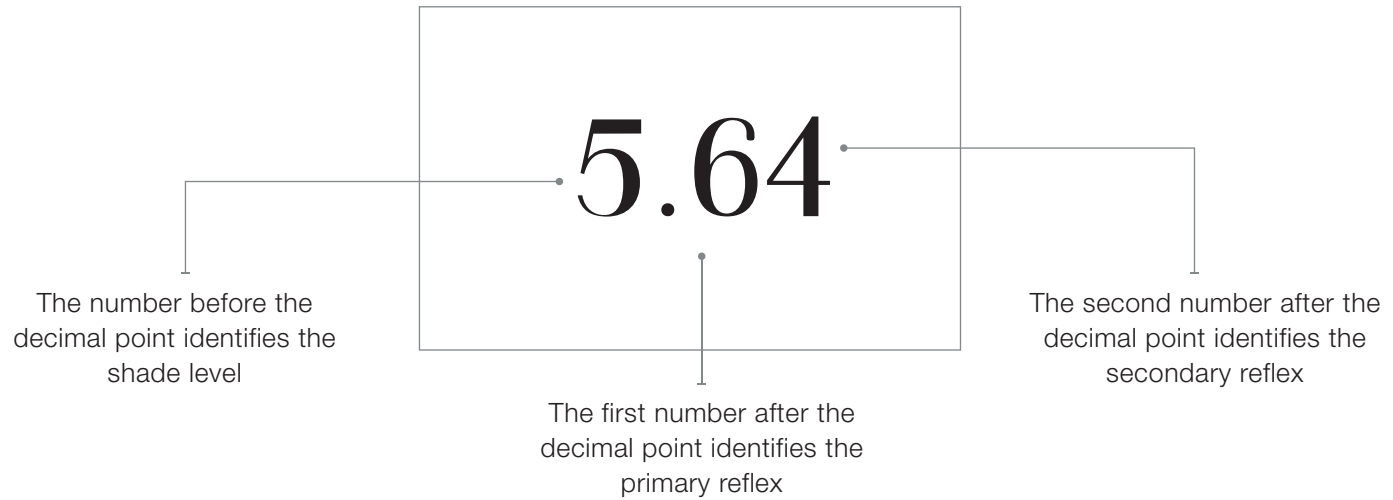 5.64
The number before the
decimal point identifies the
shade level
The first number after the
decimal point identifies the
primary reflex
The second number after the
decimal point identifies the
secondary reflex